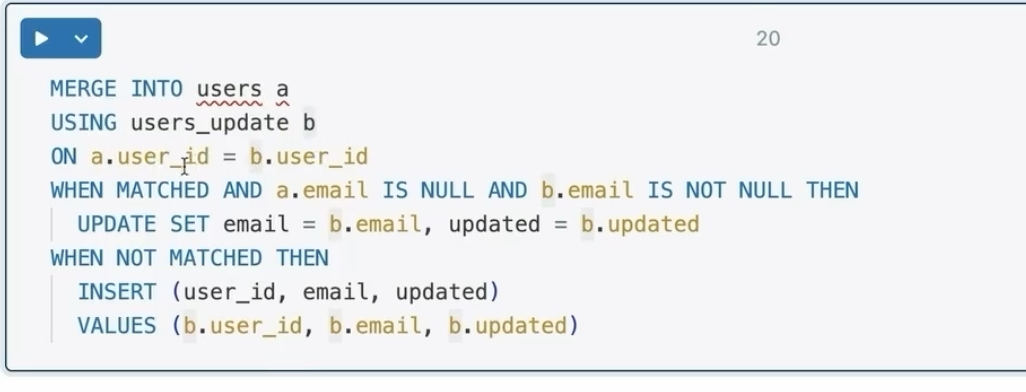 20
MERGE INTO users a
USING users_update b
ON a.user_id = b.user_id
WHEN MATCHED AND a.email IS NULL AND b.email IS NOT NULL THEN
UPDATE SET email = b.email, updated = b.updated
WHEN NOT MATCHED THEN
INSERT (user_id, email, updated)
VALUES (b.user_id, b.email, b.updated)